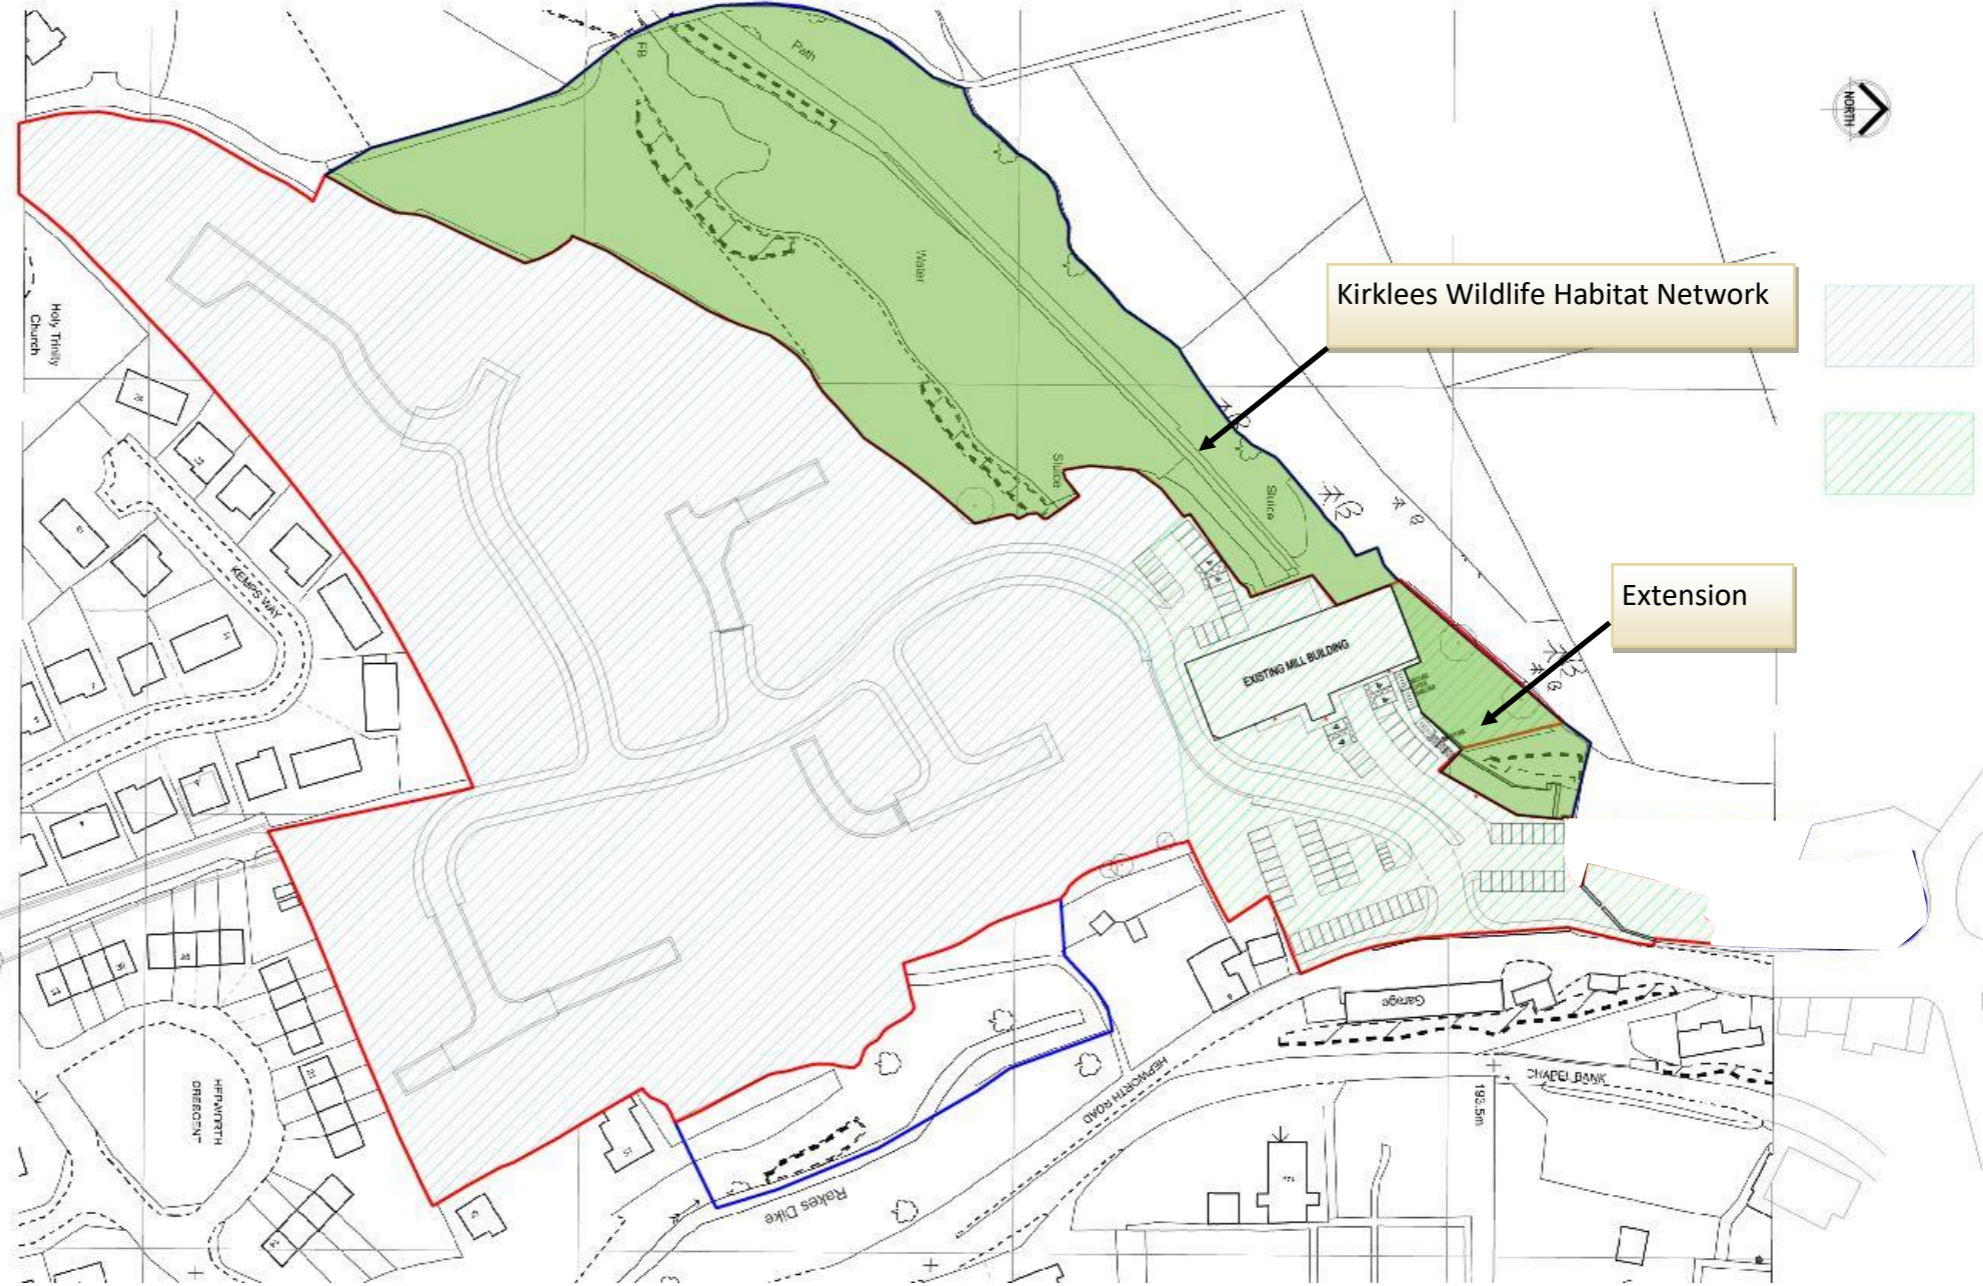 Path
FB
NORTH
Water
Kirklees Wildlife Habitat Network
Holy Trinity
Church
Sluice
Sluice
KEMPS WAY
Extension
EXISTING MILL BUILDING
Garage
HEPWORTH ROAD
CHAPEL BANK
193.5m
HEPWORTH
CRESCENT
Rakes Dike